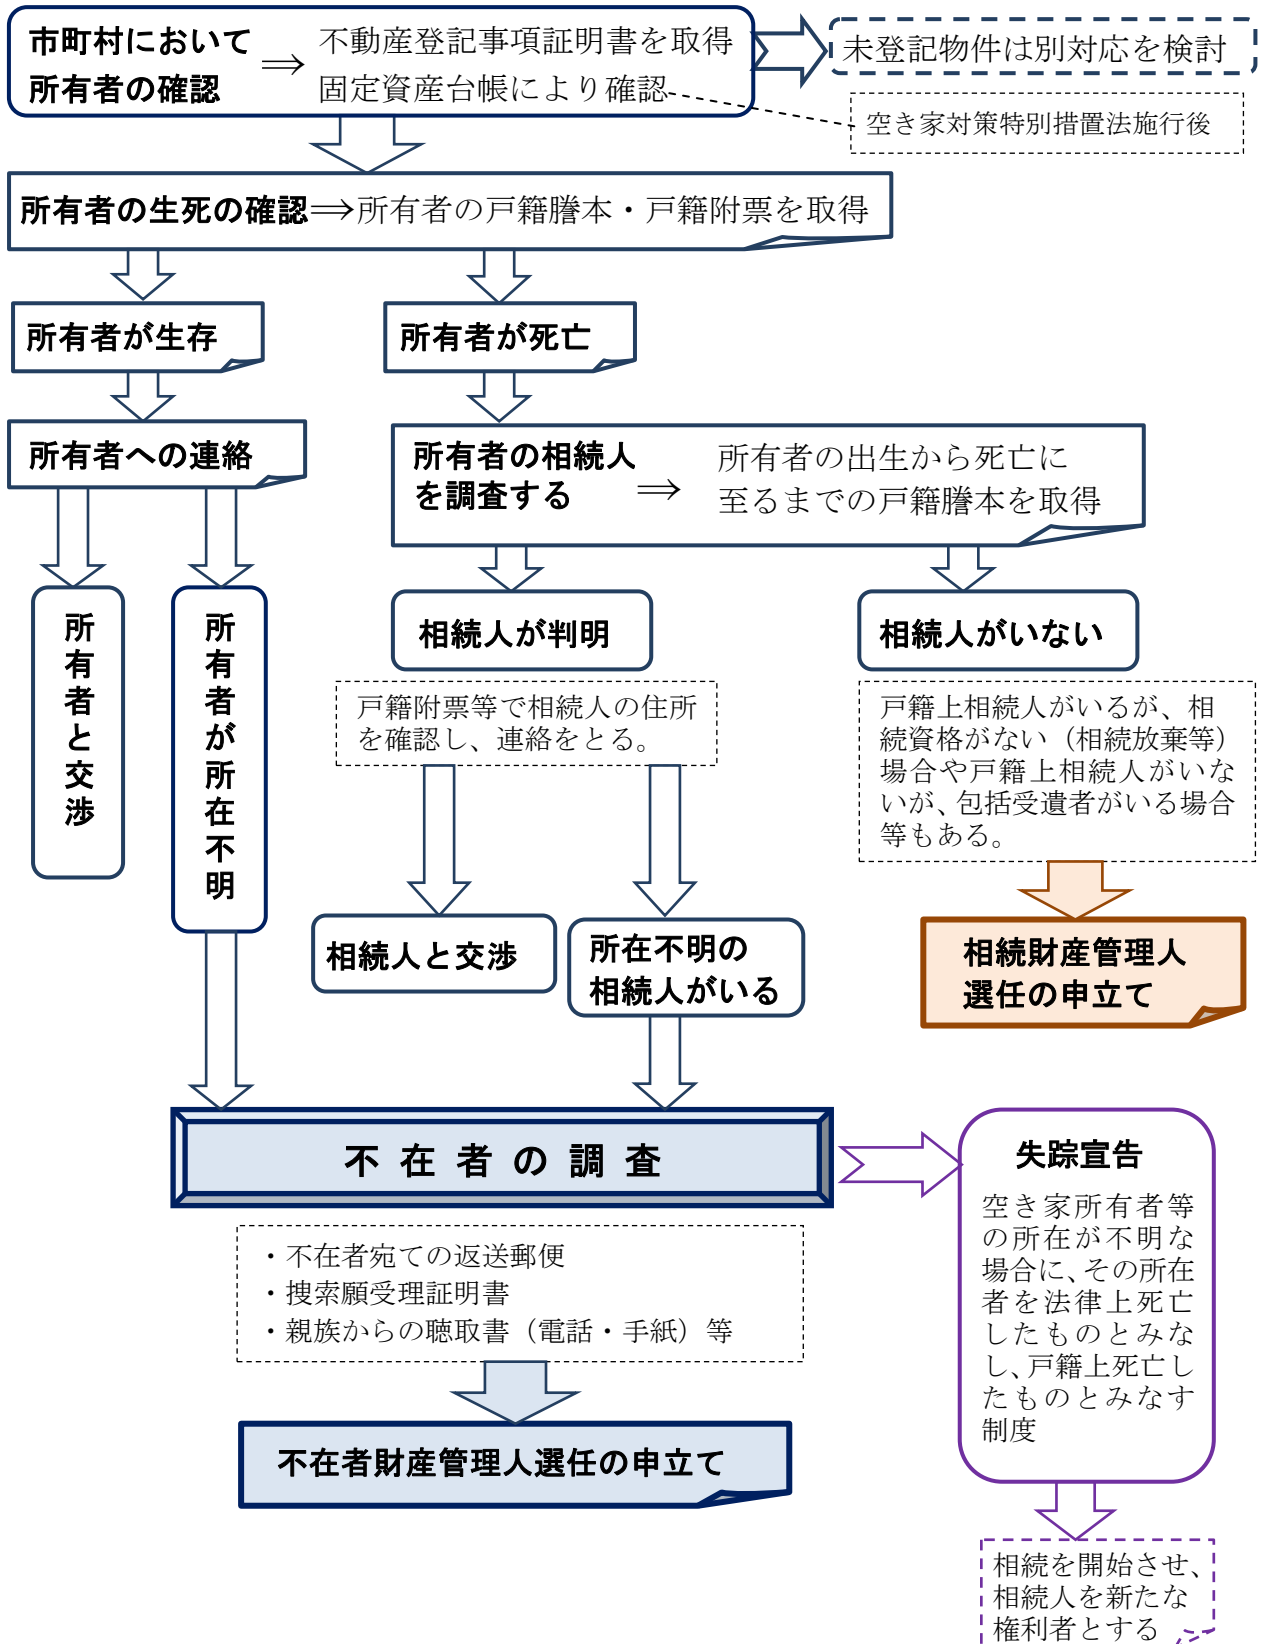 市町村において
所有者の確認
⇒
不動産登記事項証明書を取得
固定資産台帳により確認
未登記物件は別対応を検討
空き家対策特別措置法施行後
所有者の生死の確認⇒所有者の戸籍謄本・戸籍附票を取得
所有者が生存
所有者が死亡
所有者への連絡
所有者の相続人
を調査する
⇒
所有者の出生から死亡に
至るまでの戸籍謄本を取得
所有者と交渉
所有者が所在不明
相続人が判明
相続人がいない
戸籍附票等で相続人の住所
を確認し、連絡をとる。
戸籍上相続人がいるが、相
続資格がない（相続放棄等）
場合や戸籍上相続人がいな
いが、包括受遺者がいる場合
等もある。
相続人と交渉
所在不明の
相続人がいる
相続財産管理人
選任の申立て
不在者の調査
失踪宣告
空き家所有者等
の所在が不明な
場合に、その所在
者を法律上死亡
したものとみな
し、戸籍上死亡し
たものとみなす
制度
・不在者宛ての返送郵便
・捜索願受理証明書
・親族からの聴取書（電話・手紙）等
不在者財産管理人選任の申立て
相続を開始させ、
相続人を新たな
権利者とする